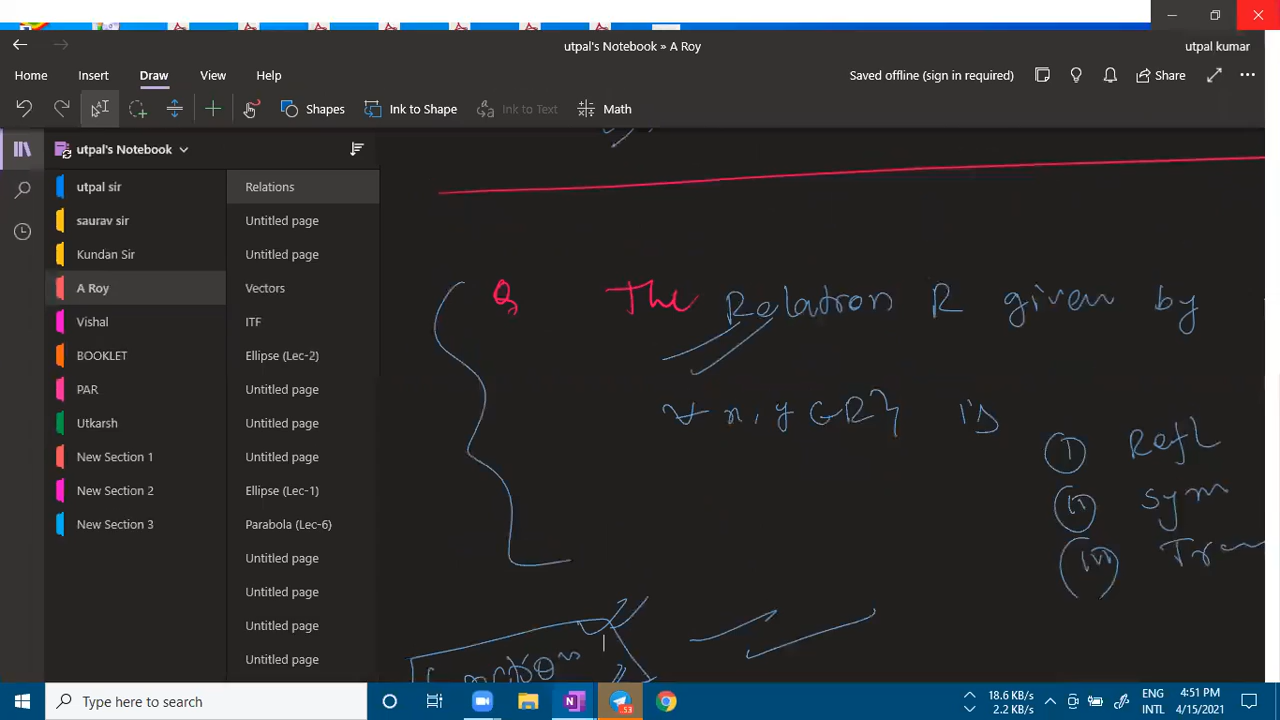 utpal's Notebook » A Roy
utpal kumar
Home Insert Draw View Help
Saved offline (sign in required)
Share
Shapes Ink to Shape Ink to Text Math
utpal's Notebook
utpal sir
saurav sir
Kundan Sir
A Roy
Vishal
BOOKLET
PAR
Utkarsh
New Section 1
New Section 2
New Section 3
Relations
Untitled page
Untitled page
Vectors
ITF
Ellipse (Lec-2)
Untitled page
Untitled page
Untitled page
Ellipse (Lec-1)
Parabola (Lec-6)
Untitled page
Untitled page
Untitled page
Untitled page
Q The Relation R given by
∀ x, y ∈ R} is
(i) Refl
(ii) Sym
(iii) Tran
Type here to search
53
18.6 KB/s
2.2 KB/s
ENG
INTL
4:51 PM
4/15/2021